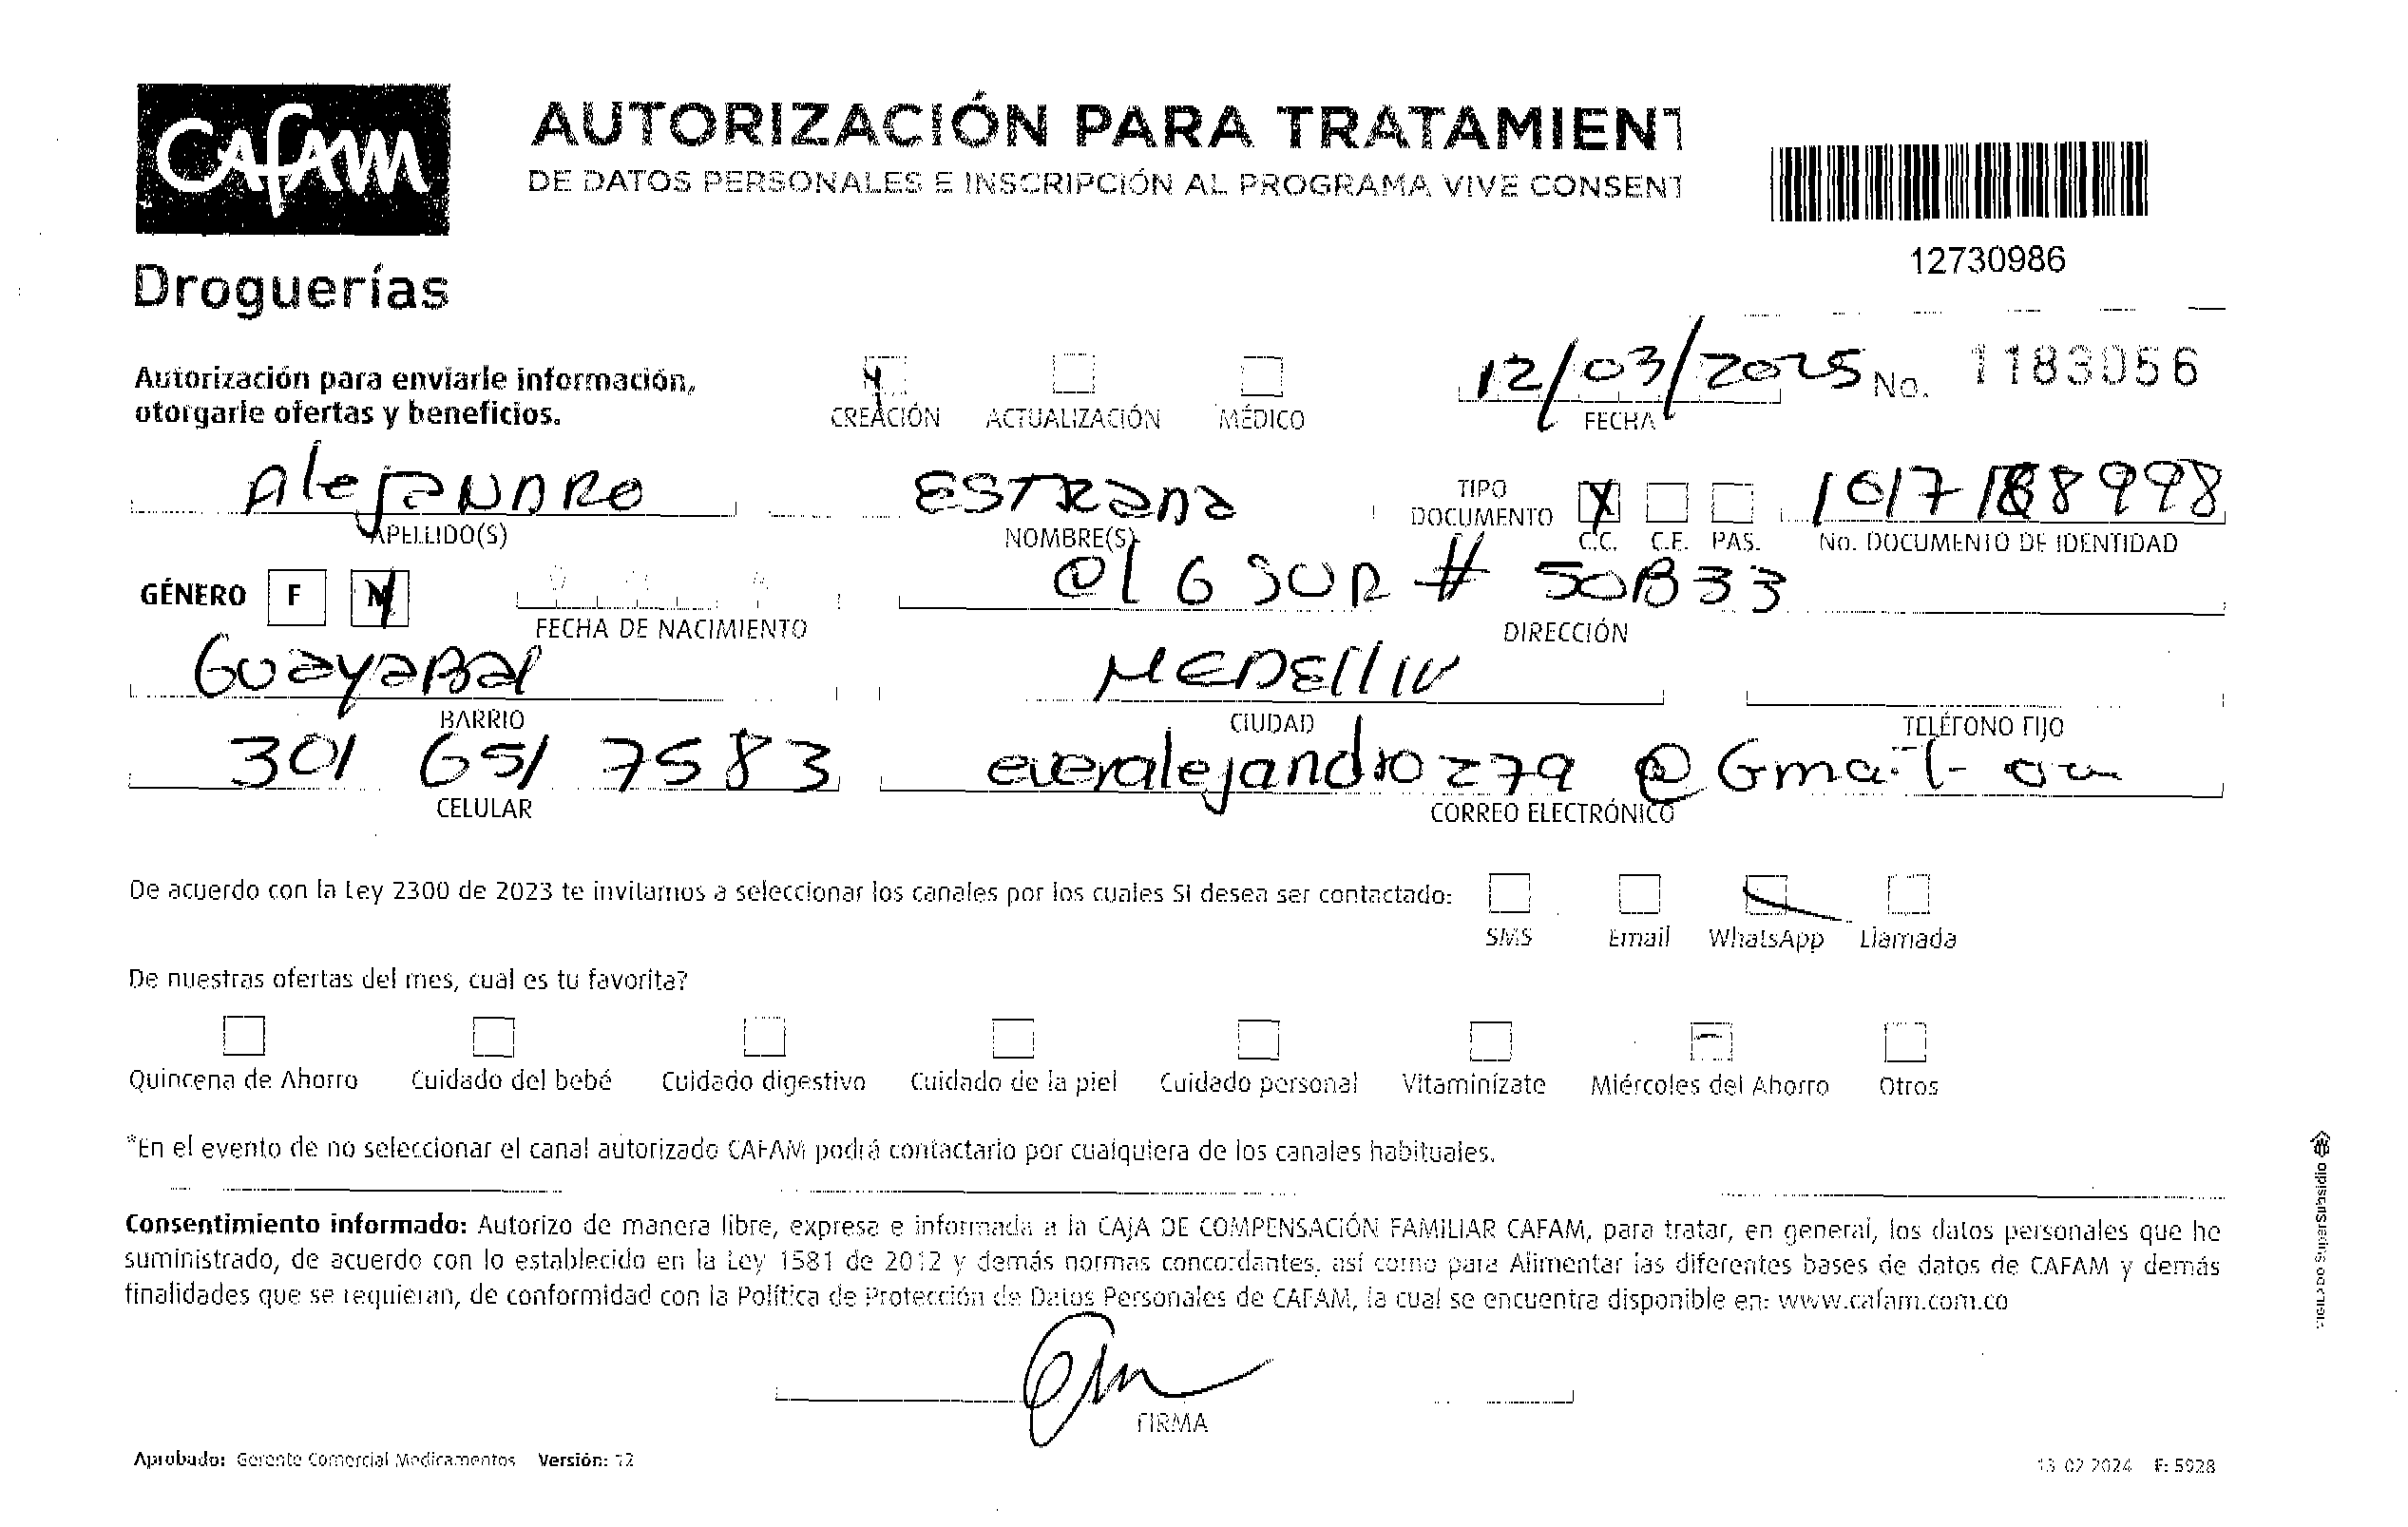 CAFAM
Droguerías
AUTORIZACIÓN PARA TRATAMIENT
DE DATOS PERSONALES E INSCRIPCIÓN AL PROGRAMA VIVE CONSENT
12730986
Autorización para enviarle información,
otorgarle ofertas y beneficios.
CREACIÓN ACTUALIZACIÓN MÉDICO
12/03/2025 No. 1183056
FECHA
Alejandro ESTRADA
APELLIDO(S) NOMBRE(S)
TIPO DOCUMENTO X C.C. C.E. PAS.
No. DOCUMENTO DE IDENTIDAD
GÉNERO F M
FECHA DE NACIMIENTO
6 SUR # 50B33
DIRECCIÓN
Guayabal MEDELLIN
BARRIO CIUDAD TELÉFONO FIJO
301 651 7583 everalejandro279 @Gmail
CELULAR CORREO ELECTRÓNICO
De acuerdo con la Ley 2300 de 2023 te invitamos a seleccionar los canales por los cuales SI desea ser contactado:
SMS Email WhatsApp Llamada
De nuestras ofertas del mes, cual es tu favorita?
Quincena de Ahorro Cuidado del bebé Cuidado digestivo Cuidado de la piel Cuidado personal Vitaminízate Miércoles del Ahorro Otros
*En el evento de no seleccionar el canal autorizado CAFAM podrá contactarlo por cualquiera de los canales habituales.
Consentimiento informado: Autorizo de manera libre, expresa e informada a la CAJA DE COMPENSACIÓN FAMILIAR CAFAM, para tratar, en general, los datos personales que he
suministrado, de acuerdo con lo establecido en la Ley 1581 de 2012 y demás normas concordantes, así como para Alimentar las diferentes bases de datos de CAFAM y demás
finalidades que se requieran, de conformidad con la Política de Protección de Datos Personales de CAFAM, la cual se encuentra disponible en: www.cafam.com.co
FIRMA
Aprobado: Gerente Comercial Medicamentos Versión: 12
13 02 2024 F: 5928
SuperSubsidio